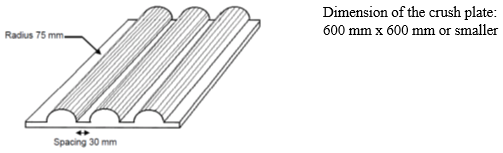 Dimension of the crush plate:
600 mm x 600 mm or smaller
Radius 75 mm
Spacing 30 mm